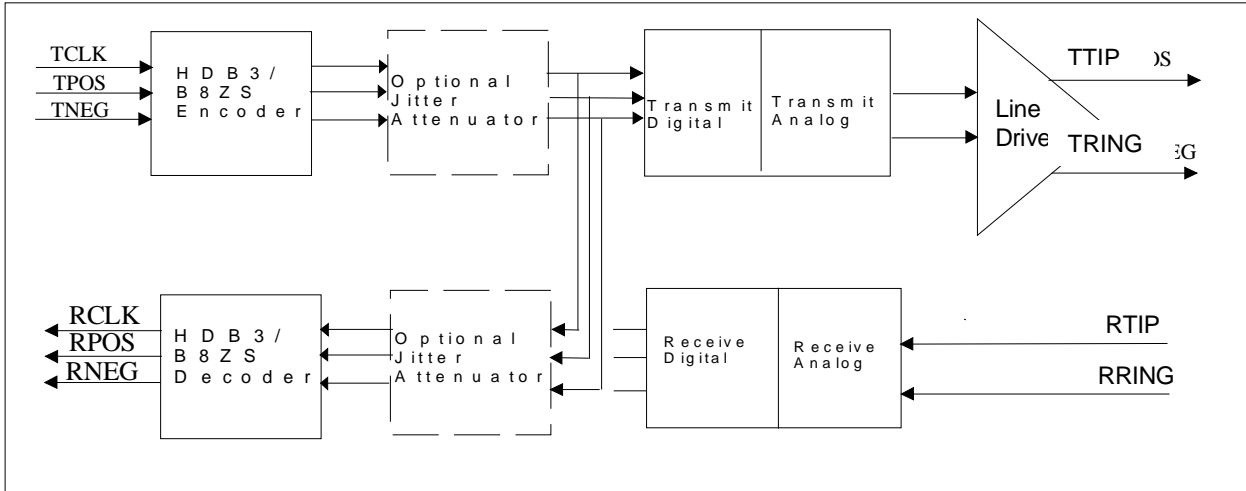 TCLK
TPOS
TNEG
HDB3/
B8ZS
Encoder
Optional
Jitter
Attenuator
Transmit
Digital
Transmit
Analog
Line
Drive
TTIP
TRING
RCLK
RPOS
RNEG
HDB3/
B8ZS
Decoder
Optional
Jitter
Attenuator
Receive
Digital
Receive
Analog
RTIP
RRING